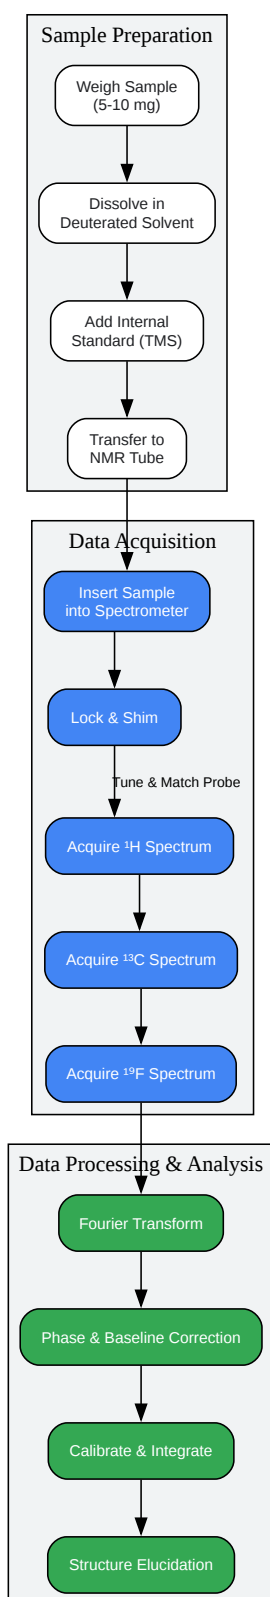 Sample Preparation
Weigh Sample
(5-10 mg)
Dissolve in
Deuterated Solvent
Add Internal
Standard (TMS)
Transfer to
NMR Tube
Data Acquisition
Insert Sample
into Spectrometer
Lock & Shim
Tune & Match Probe
Acquire ¹H Spectrum
Acquire ¹³C Spectrum
Acquire ¹⁹F Spectrum
Data Processing & Analysis
Fourier Transform
Phase & Baseline Correction
Calibrate & Integrate
Structure Elucidation